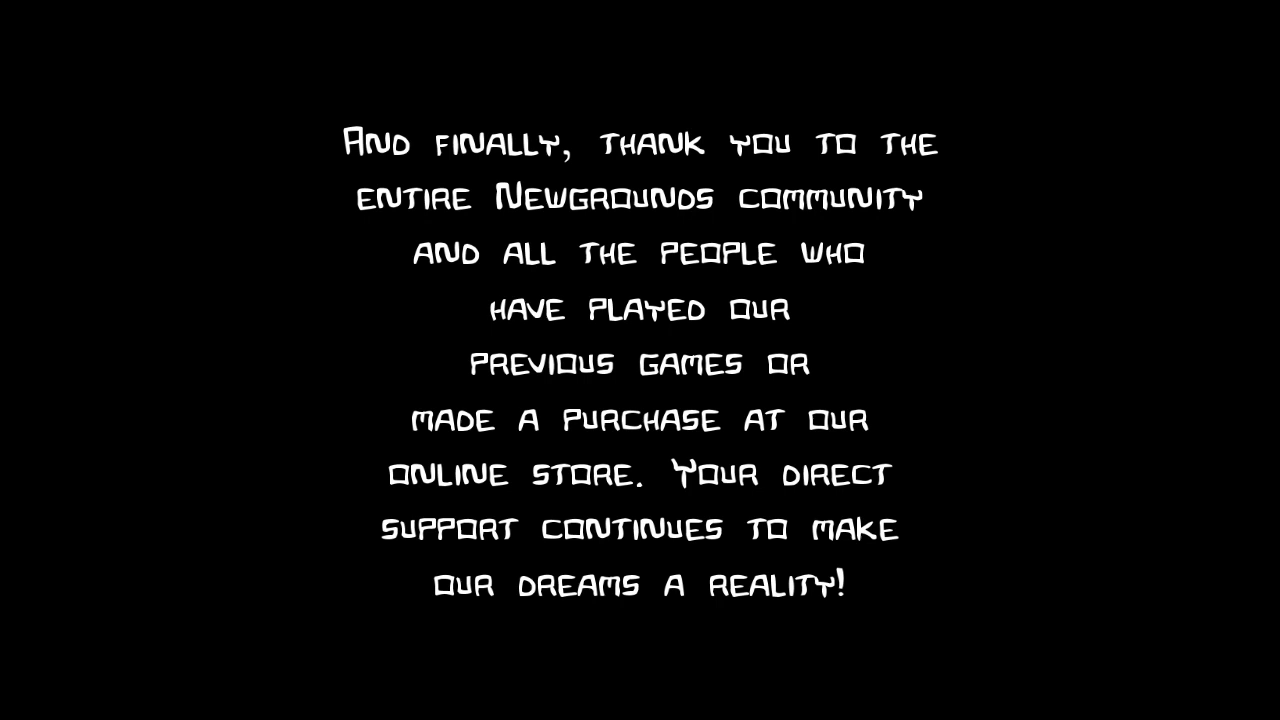 And finally, thank you to the
entire Newgrounds community
and all the people who
have played our
previous games or
made a purchase at our
online store. Your direct
support continues to make
our dreams a reality!